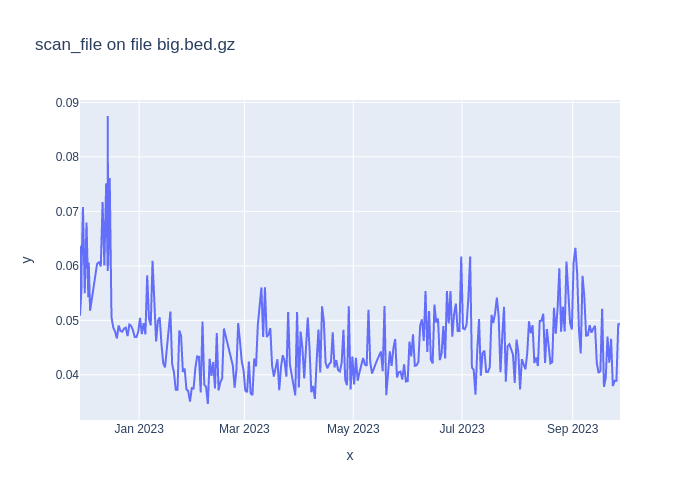 scan_file on file big.bed.gz
0.09
0.08
0.07
0.06
0.05
0.04
y
Jan 2023
Mar 2023
May 2023
Jul 2023
Sep 2023
x